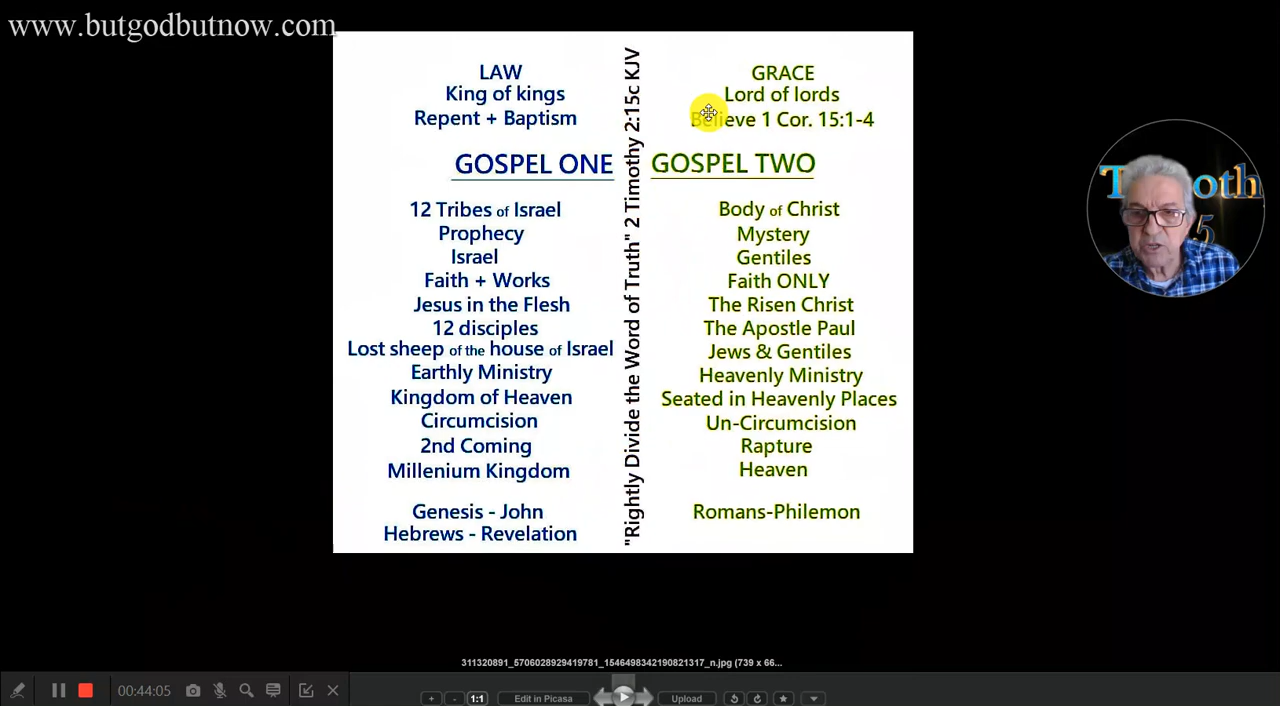 www.butgodbutnow.com
LAW
King of kings
Repent + Baptism
GOSPEL ONE
12 Tribes of Israel
Prophecy
Israel
Faith + Works
Jesus in the Flesh
12 disciples
Lost sheep of the house of Israel
Earthly Ministry
Kingdom of Heaven
Circumcision
2nd Coming
Millenium Kingdom
Genesis - John
Hebrews - Revelation
"Rightly Divide the Word of Truth" 2 Timothy 2:15c KJV
GRACE
Lord of lords
Believe 1 Cor. 15:1-4
GOSPEL TWO
Body of Christ
Mystery
Gentiles
Faith ONLY
The Risen Christ
The Apostle Paul
Jews & Gentiles
Heavenly Ministry
Seated in Heavenly Places
Un-Circumcision
Rapture
Heaven
Romans-Philemon
5
311320891_5706028929419781_1546498342190821317_n.jpg (739 x 66...
00:44:05
+
-
1:1
Edit in Picasa
Upload